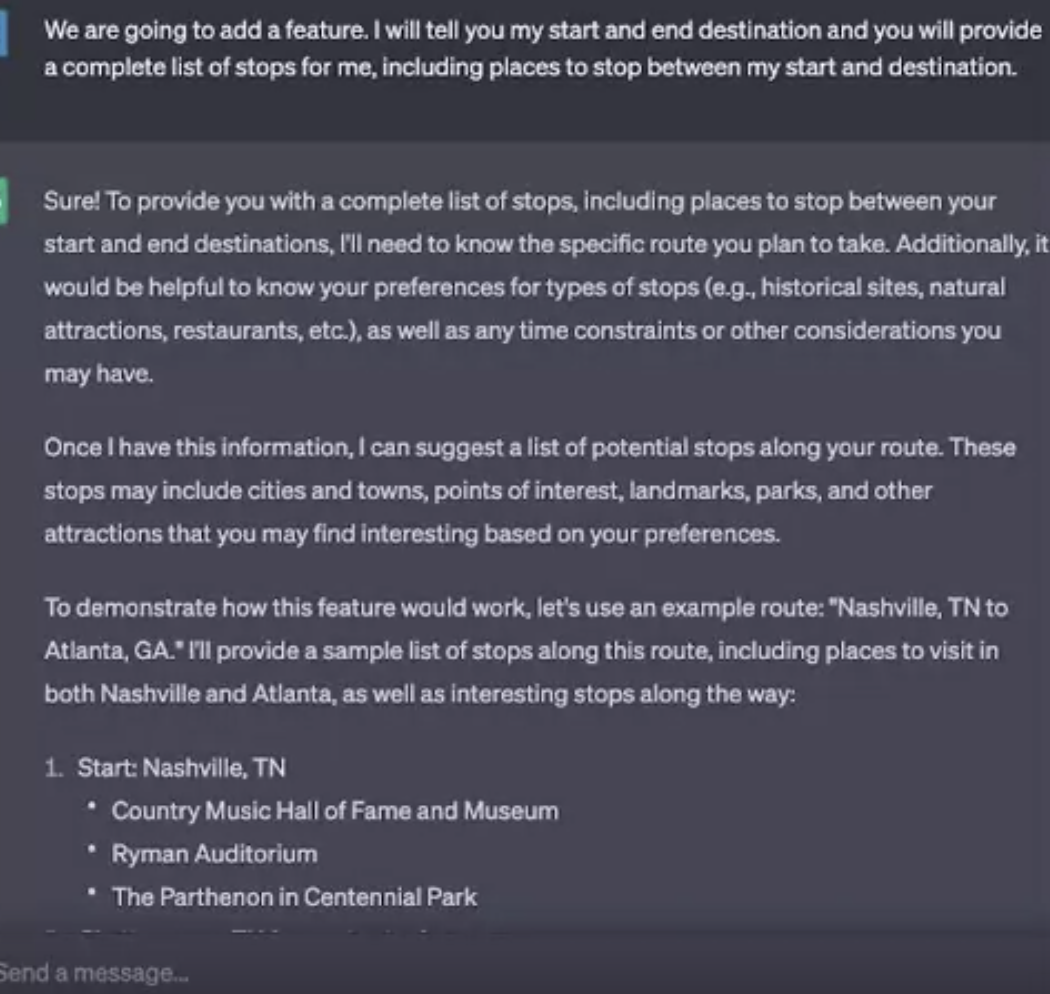 We are going to add a feature. I will tell you my start and end destination and you will provide
a complete list of stops for me, including places to stop between my start and destination.
Sure! To provide you with a complete list of stops, including places to stop between your
start and end destinations, I'll need to know the specific route you plan to take. Additionally, it
would be helpful to know your preferences for types of stops (e.g., historical sites, natural
attractions, restaurants, etc.), as well as any time constraints or other considerations you
may have.
Once I have this information, I can suggest a list of potential stops along your route. These
stops may include cities and towns, points of interest, landmarks, parks, and other
attractions that you may find interesting based on your preferences.
To demonstrate how this feature would work, let's use an example route: "Nashville, TN to
Atlanta, GA." I'll provide a sample list of stops along this route, including places to visit in
both Nashville and Atlanta, as well as interesting stops along the way:
1. Start: Nashville, TN
• Country Music Hall of Fame and Museum
• Ryman Auditorium
• The Parthenon in Centennial Park
Send a message...